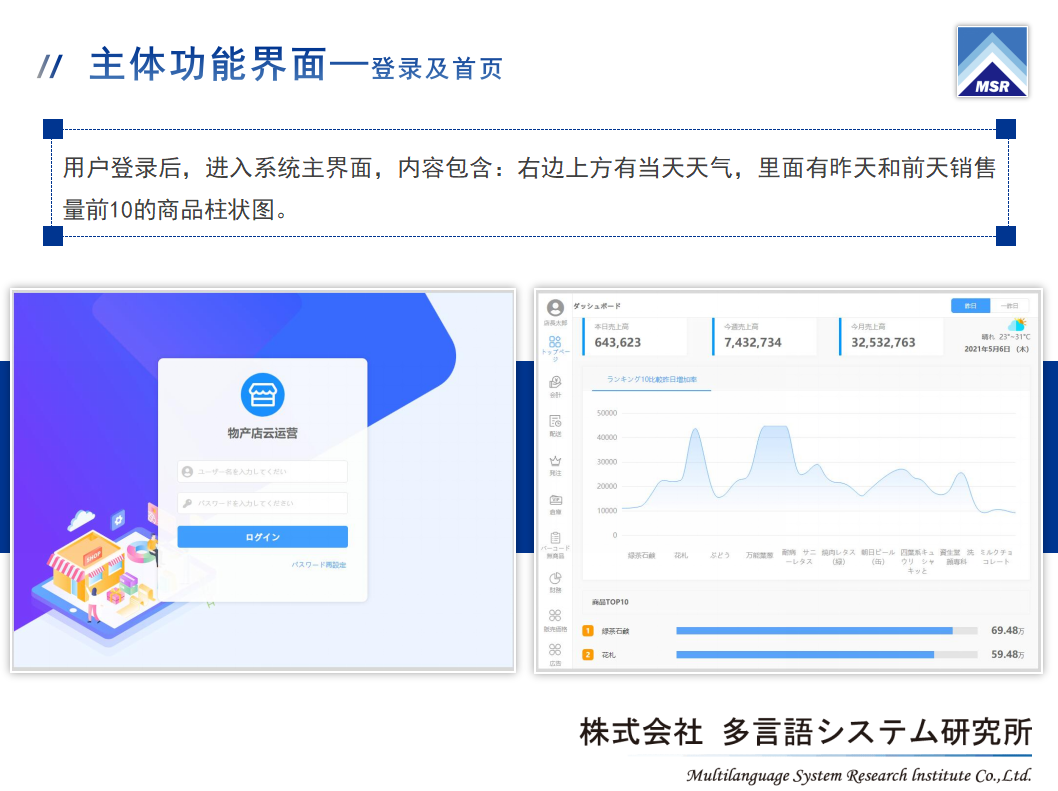 // 主体功能界面—登录及首页
MSR
用户登录后，进入系统主界面，内容包含：右边上方有当天天气，里面有昨天和前天销售
量前10的商品柱状图。
物产店云运营
ユーザー名を入力してください
パスワードを入力してください
ログイン
パスワード再設定
SHOP
店長太郎
トップページ
会計
配送
発注
倉庫
バーコード無商品
財務
販売価格
広告
ダッシュボード
昨日
一昨日
本日売上高
643,623
今週売上高
7,432,734
今月売上高
32,532,763
晴れ 23°~31°C
2021年5月6日 (木)
ランキング10比較昨日増加率
50000
40000
30000
20000
10000
0
緑茶石鹸
花札
ぶどう
万能葉葱
耐病 サニーレタス
朝日ビール(缶)
四葉系キュウリ シャキッと
資生堂 洗顔専科
ミルクチョコレート
商品TOP10
1 緑茶石鹸 69.48万
2 花札 59.48万
株式会社 多言語システム研究所
Multilanguage System Research Institute Co.,Ltd.